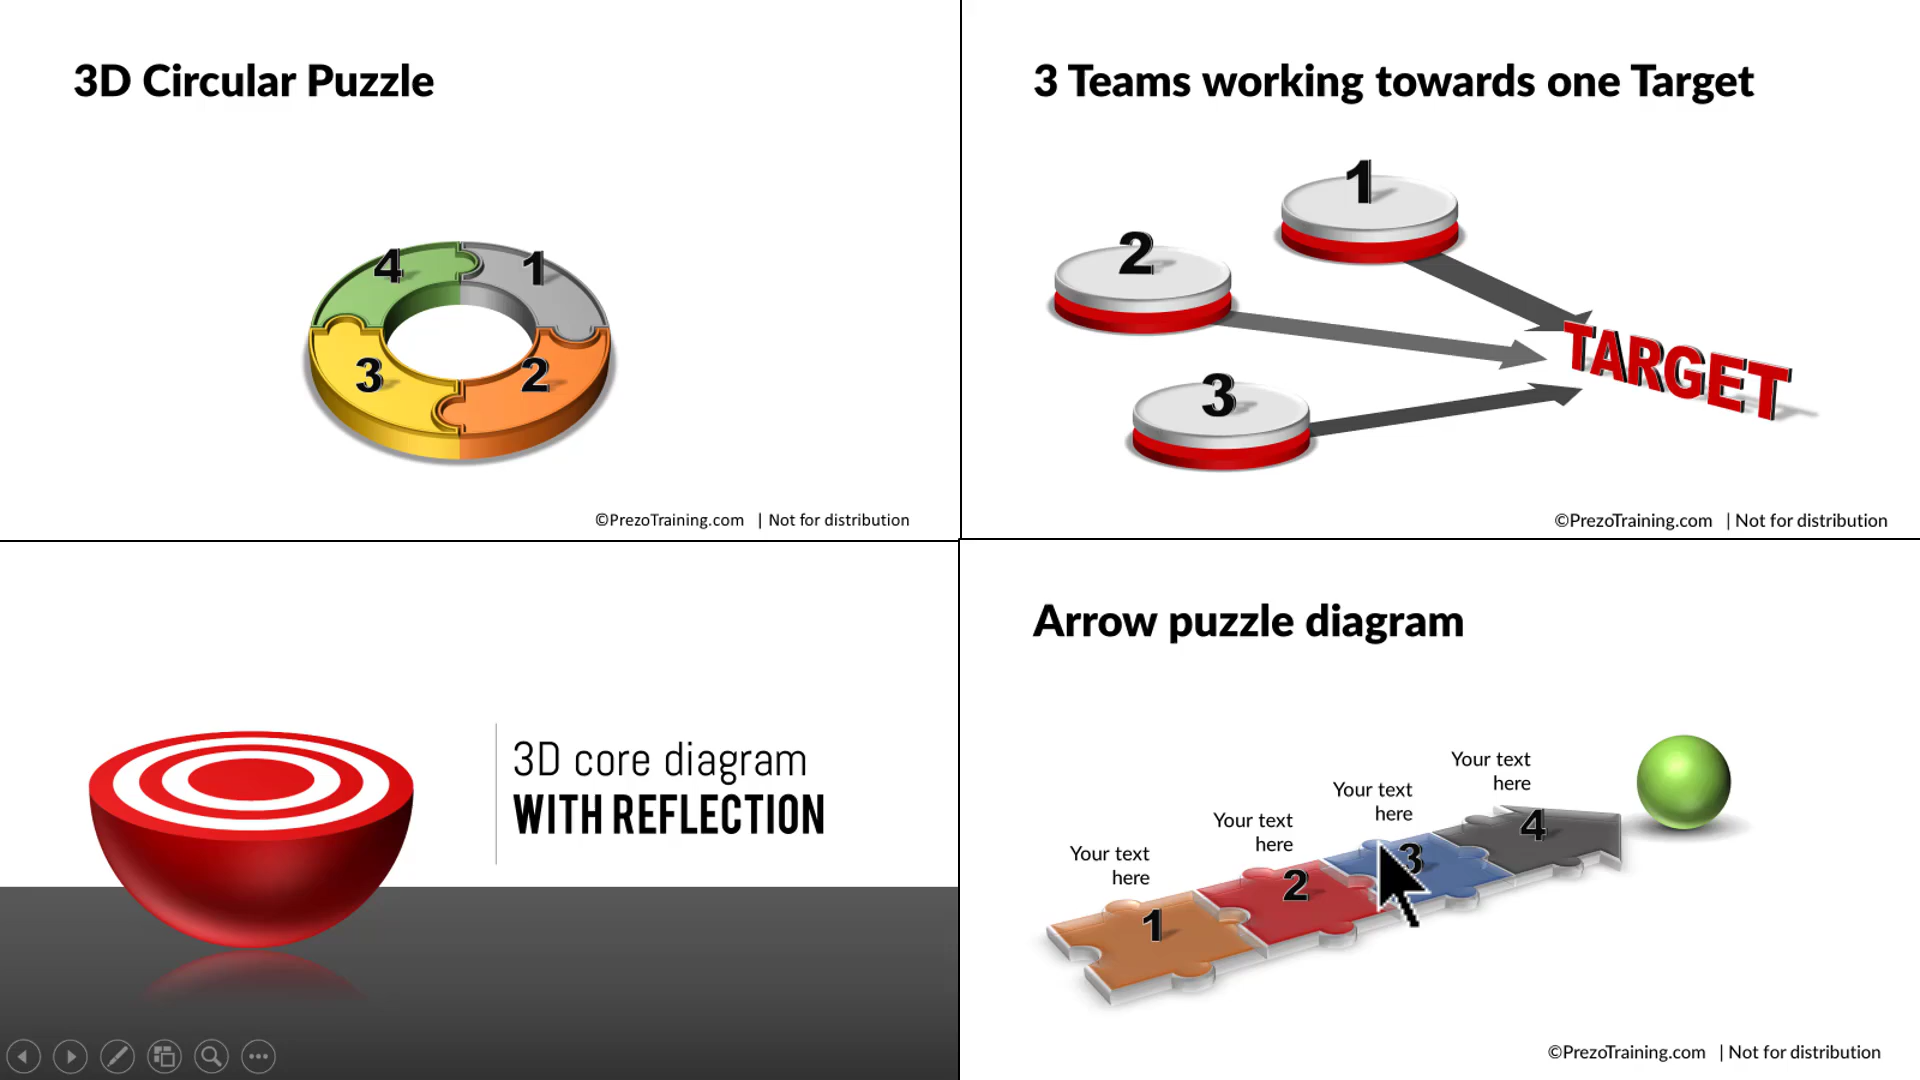 3D Circular Puzzle
4
1
3
2
©PrezoTraining.com | Not for distribution
3 Teams working towards one Target
1
2
3
TARGET
©PrezoTraining.com | Not for distribution
3D core diagram
WITH REFLECTION
Arrow puzzle diagram
Your text
here
Your text
here
Your text
here
Your text
here
1
2
3
4
©PrezoTraining.com | Not for distribution